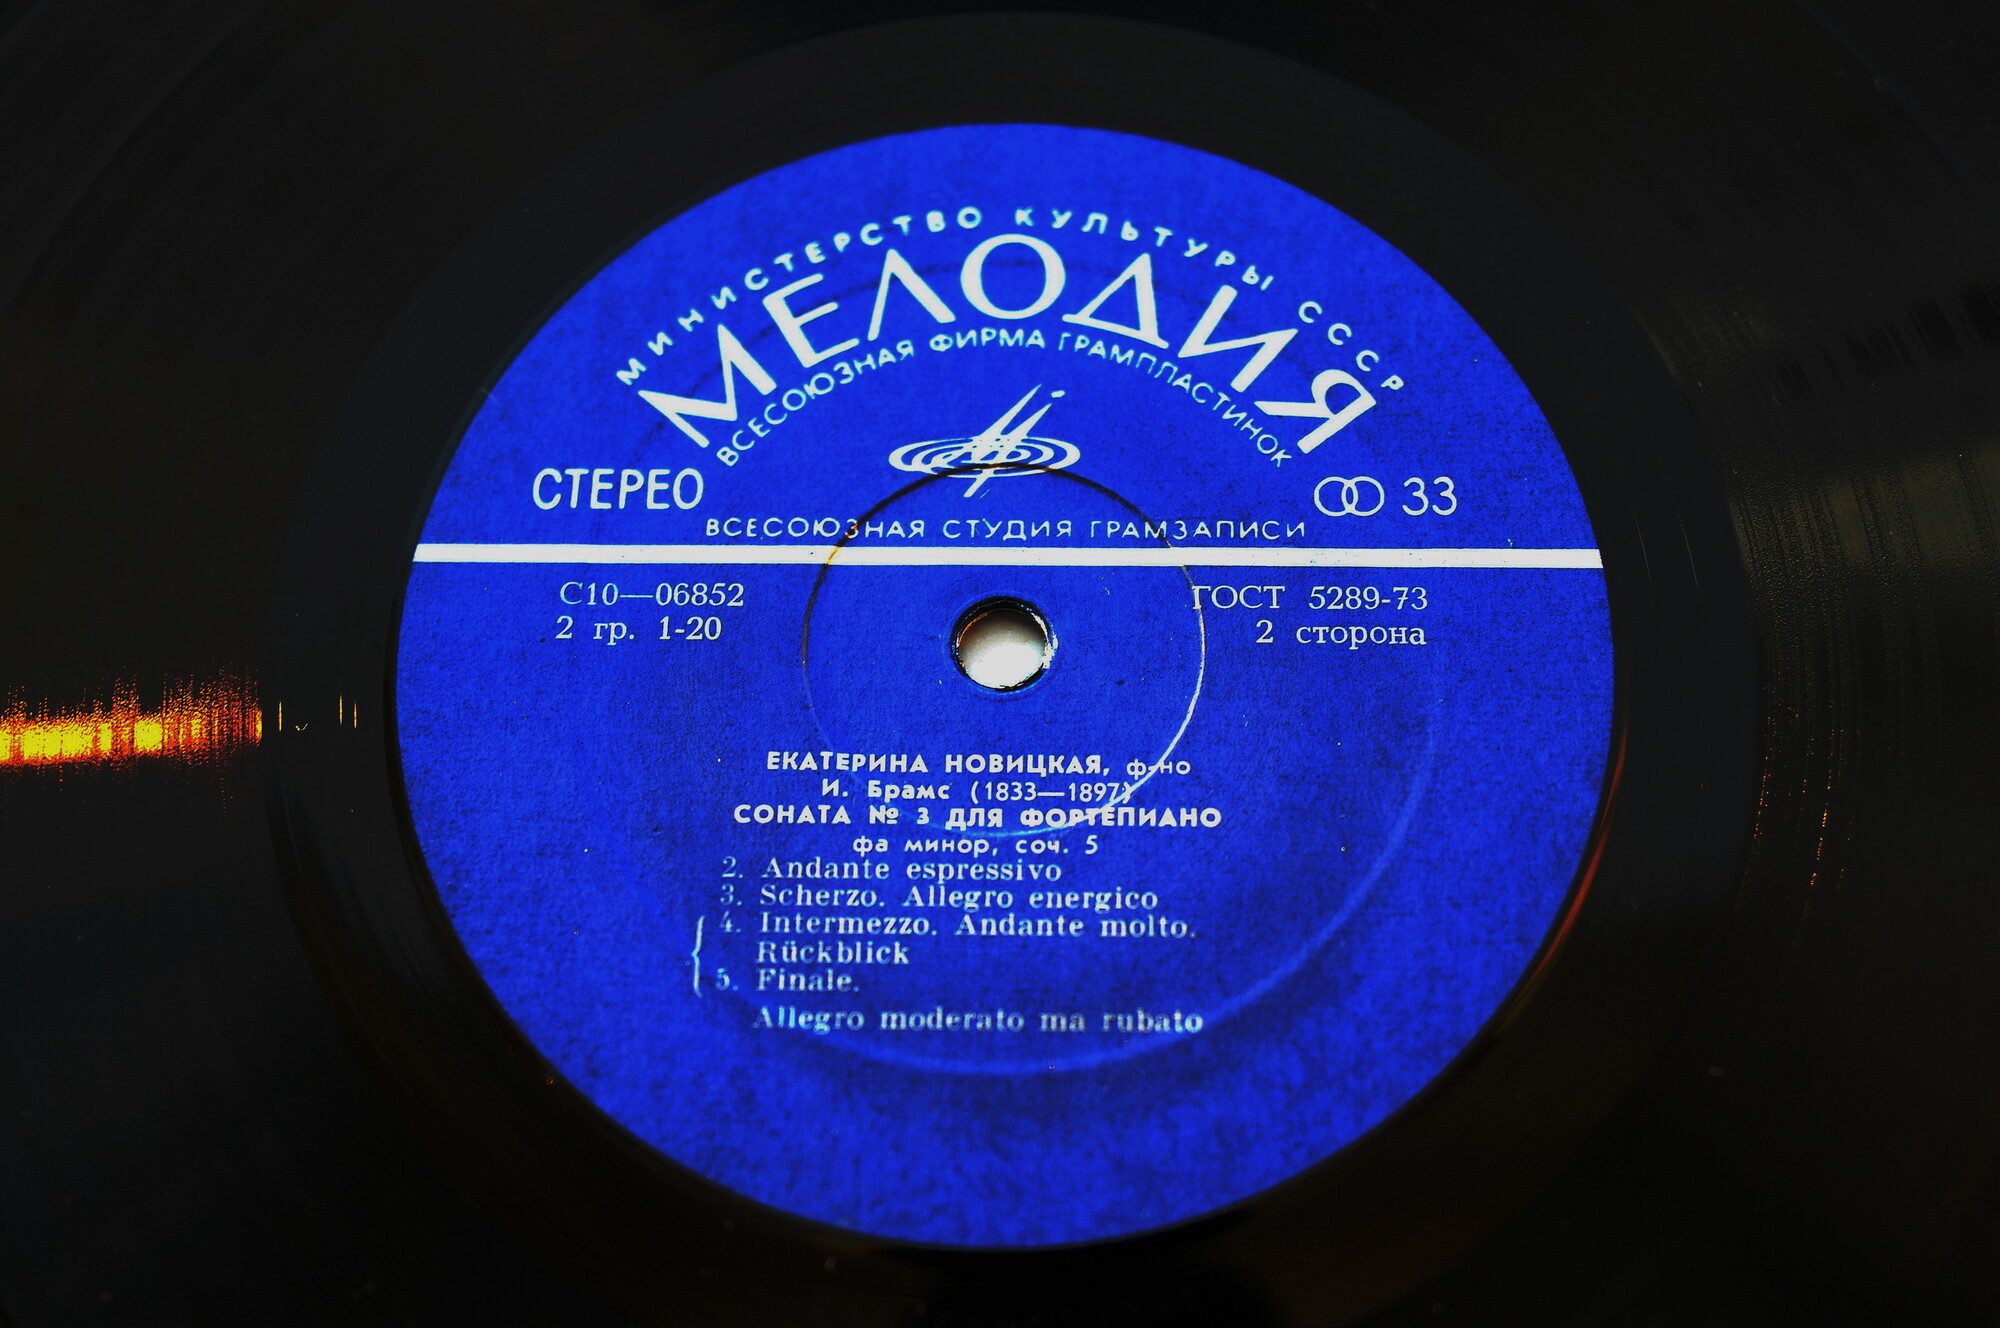 МИНИСТЕРСТВО КУЛЬТУРЫ СССР
МЕЛОДИЯ
ВСЕСОЮЗНАЯ ФИРМА ГРАМПЛАСТИНОК
СТЕРЕО
33
ВСЕСОЮЗНАЯ СТУДИЯ ГРАМЗАПИСИ
С10—06852
ГОСТ 5289-73
2 гр. 1-20
2 сторона
ЕКАТЕРИНА НОВИЦКАЯ, ф-но
И. Брамс (1833—1897)
СОНАТА № 3 ДЛЯ ФОРТЕПИАНО
фа минор, соч. 5
2. Andante espressivo
3. Scherzo. Allegro energico
4. Intermezzo. Andante molto.
Rückblick
5. Finale.
Allegro moderato ma rubato